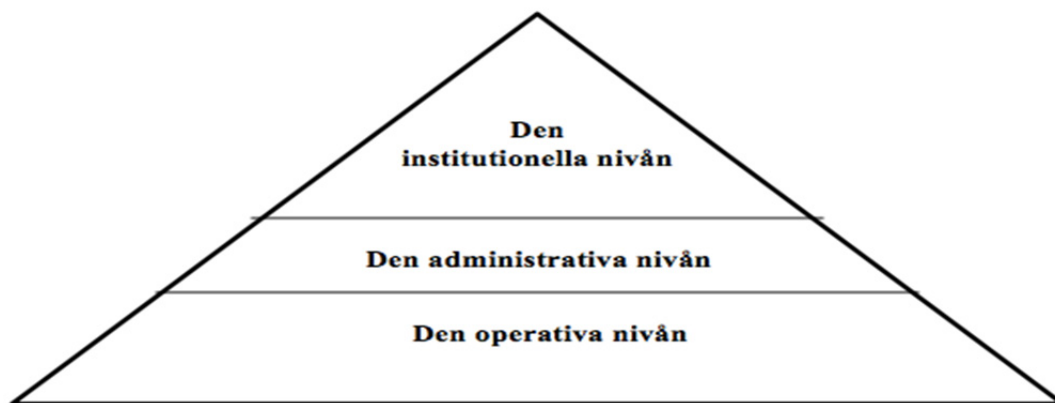 Den
institutionella nivån
Den administrativa nivån
Den operativa nivån